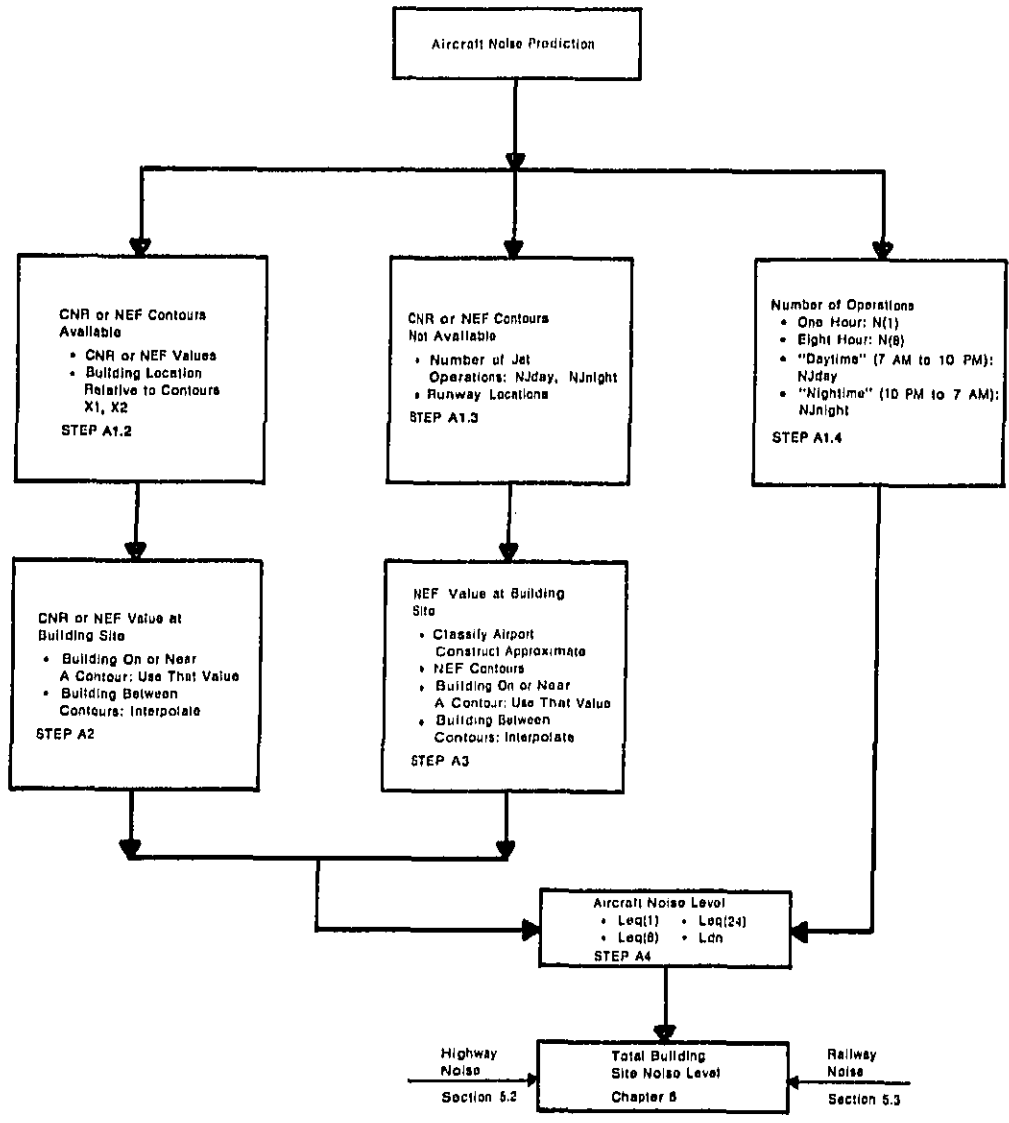 Aircraft Noise Prediction
CNR or NEF Contours
Available
• CNR or NEF Values
• Building Location
Relative to Contours
X1, X2
STEP A1.2
CNR or NEF Contours
Not Available
• Number of Jet
Operations: NJday, NJnight
• Runway Locations
STEP A1.3
Number of Operations
• One Hour: N(1)
• Eight Hour: N(8)
• "Daytime" (7 AM to 10 PM):
NJday
• "Nightime" (10 PM to 7 AM):
NJnight
STEP A1.4
CNR or NEF Value at
Building Site
• Building On or Near
A Contour: Use That Value
• Building Between
Contours: Interpolate
STEP A2
NEF Value at Building
Site
• Classify Airport
Construct Approximate
• NEF Contours
• Building On or Near
A Contour: Use That Value
• Building Between
Contours: Interpolate
STEP A3
Aircraft Noise Level
• Leq(1) • Leq(24)
• Leq(8) • Ldn
STEP A4
Highway
Noise
Section 5.2
Total Building
Site Noise Level
Chapter 6
Railway
Noise
Section 5.3